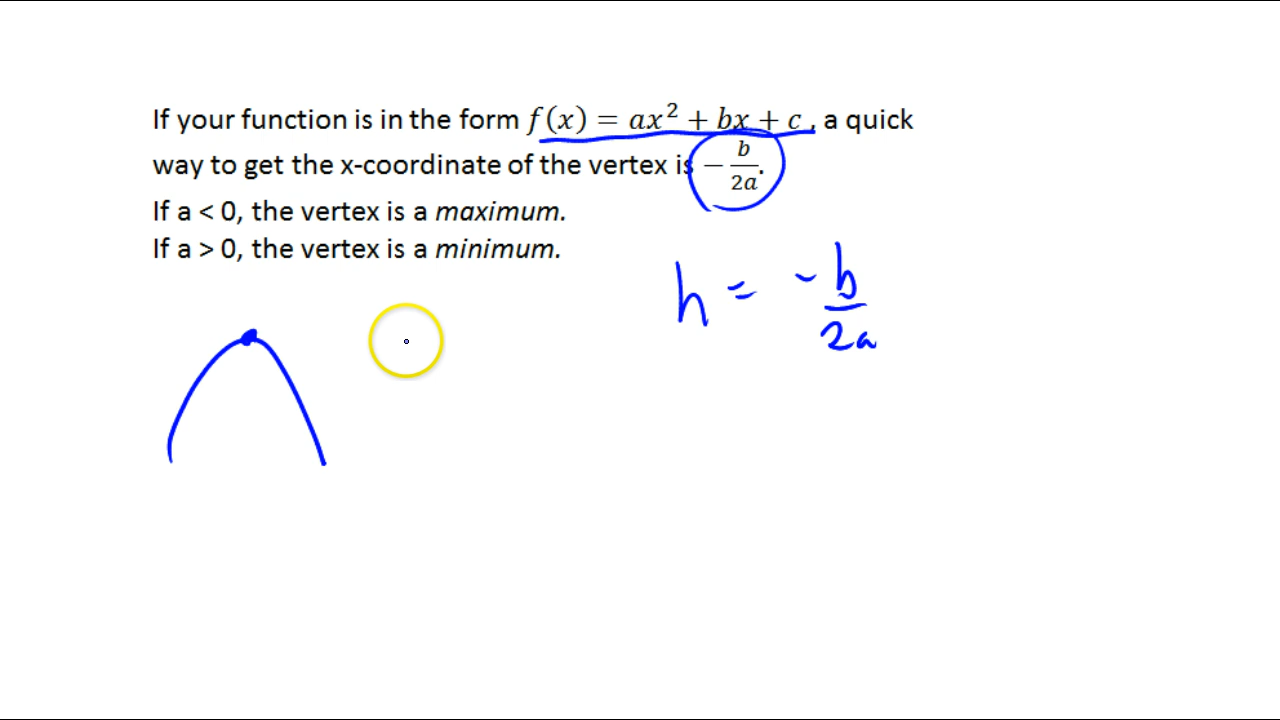 If your function is in the form f(x) = ax² + bx + c , a quick
way to get the x-coordinate of the vertex is − b/2a.
If a < 0, the vertex is a maximum.
If a > 0, the vertex is a minimum.
h = - b/2a